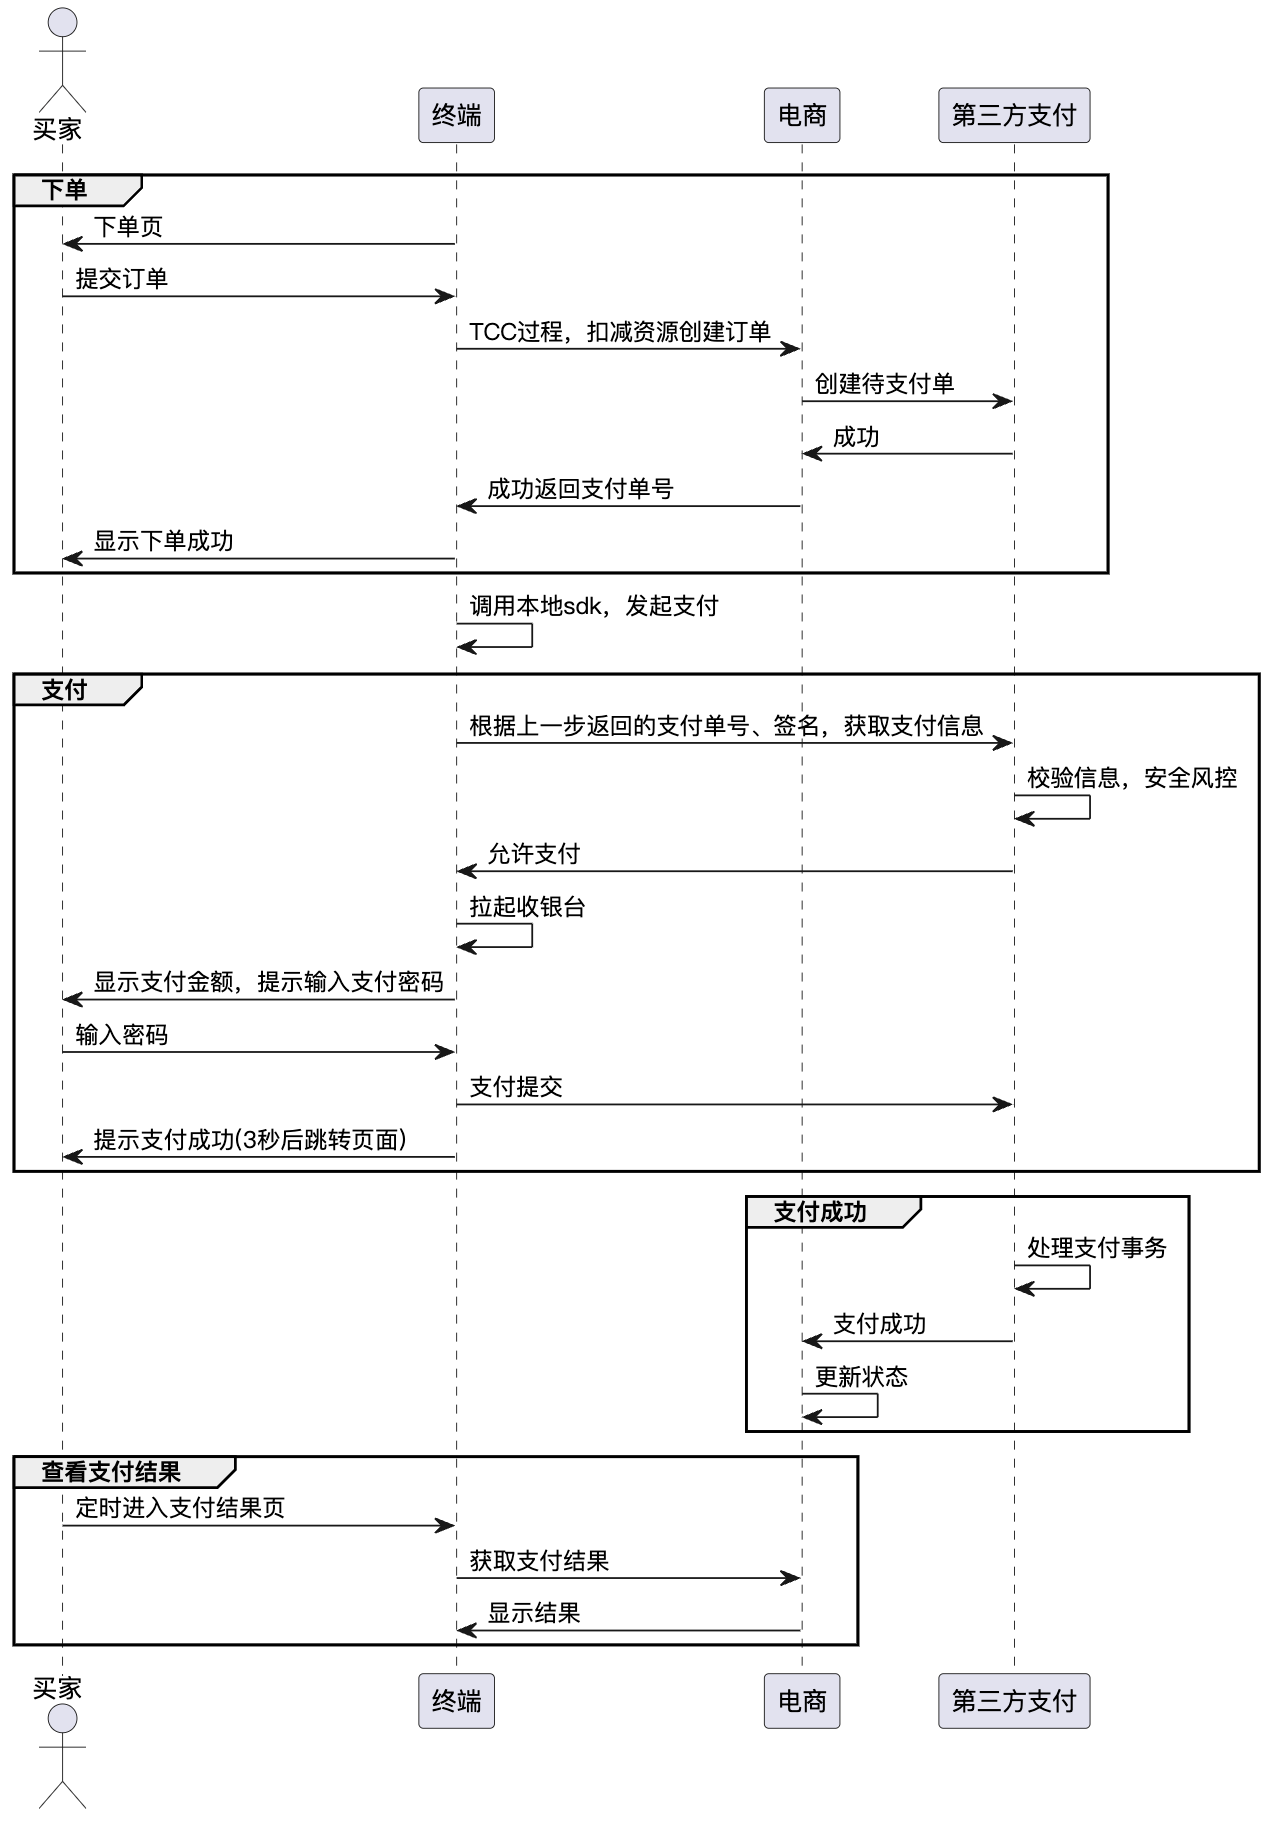 买家
终端
电商
第三方支付
下单
下单页
提交订单
TCC过程，扣减资源创建订单
创建待支付单
成功
成功返回支付单号
显示下单成功
调用本地sdk，发起支付
支付
根据上一步返回的支付单号、签名，获取支付信息
校验信息，安全风控
允许支付
拉起收银台
显示支付金额，提示输入支付密码
输入密码
支付提交
提示支付成功(3秒后跳转页面)
支付成功
处理支付事务
支付成功
更新状态
查看支付结果
定时进入支付结果页
获取支付结果
显示结果
买家
终端
电商
第三方支付